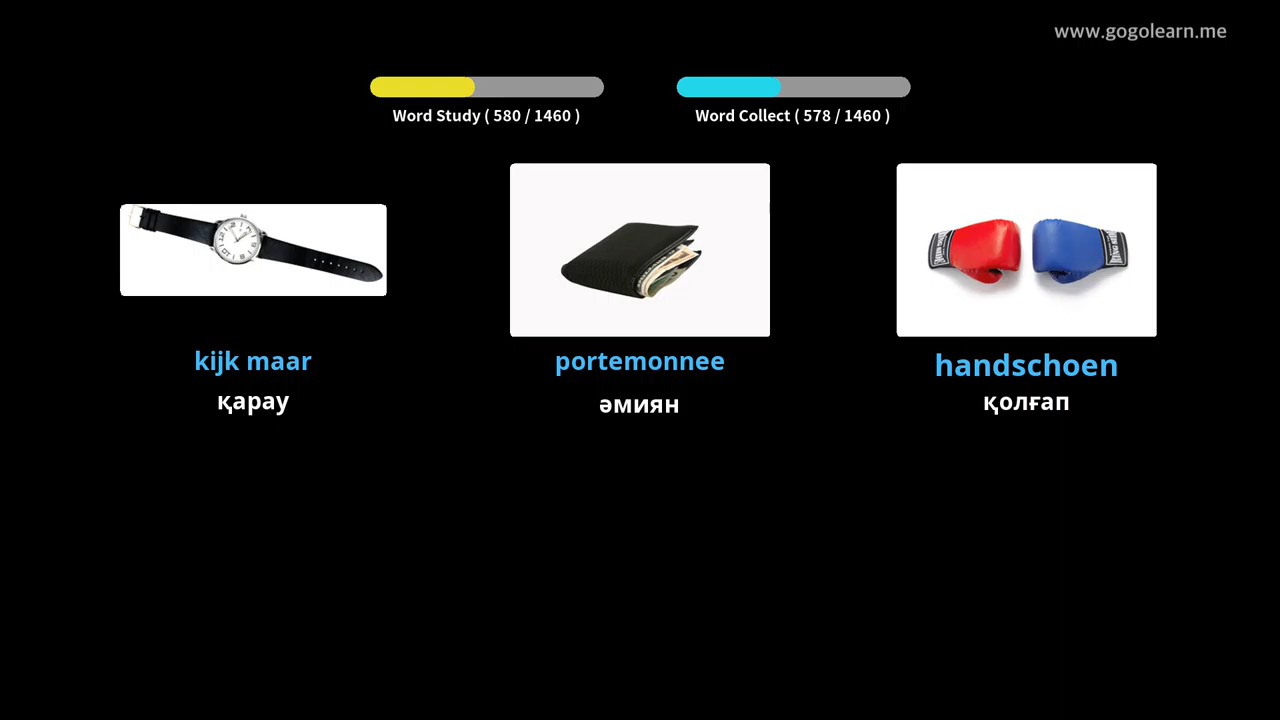 www.gogolearn.me
Word Study ( 580 / 1460 )
Word Collect ( 578 / 1460 )
kijk maar
қарау
portemonnee
әмиян
handschoen
қолғап